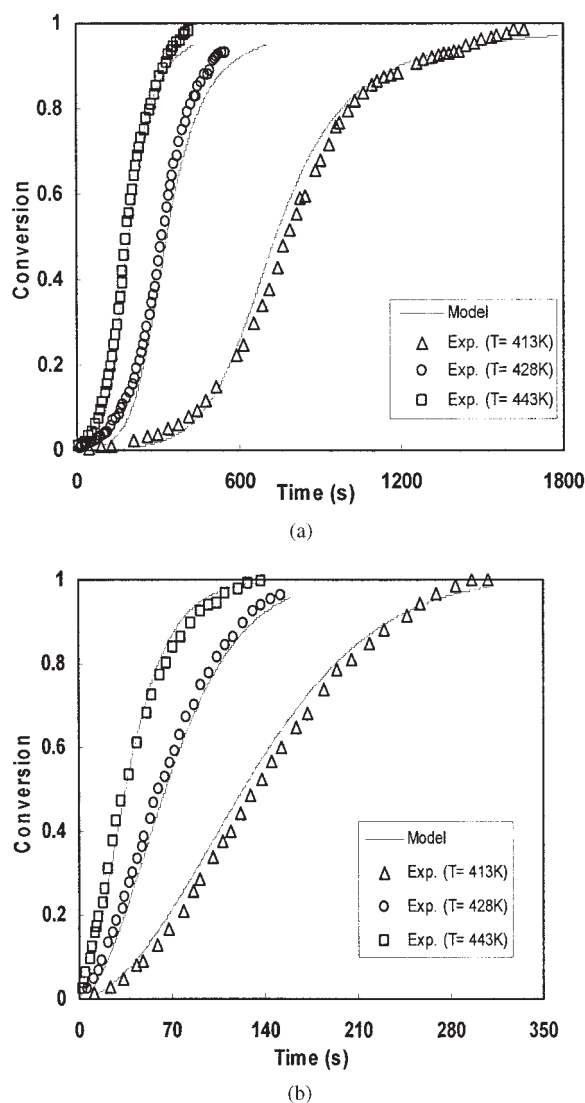 1
0.8
0.6
0.4
0.2
0
Conversion
Model
Exp. (T= 413K)
Exp. (T= 428K)
Exp. (T= 443K)
0 600 1200 1800
Time (s)
(a)
1
0.8
0.6
0.4
0.2
0
Conversion
Model
Exp. (T= 413K)
Exp. (T= 428K)
Exp. (T= 443K)
0 70 140 210 280 350
Time (s)
(b)